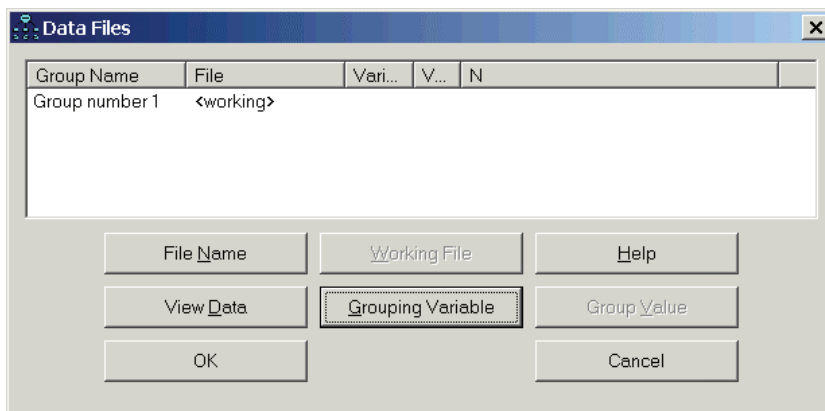 Data Files
Group Name File Vari... V... N
Group number 1 <working>
File Name Working File Help
View Data Grouping Variable Group Value
OK Cancel